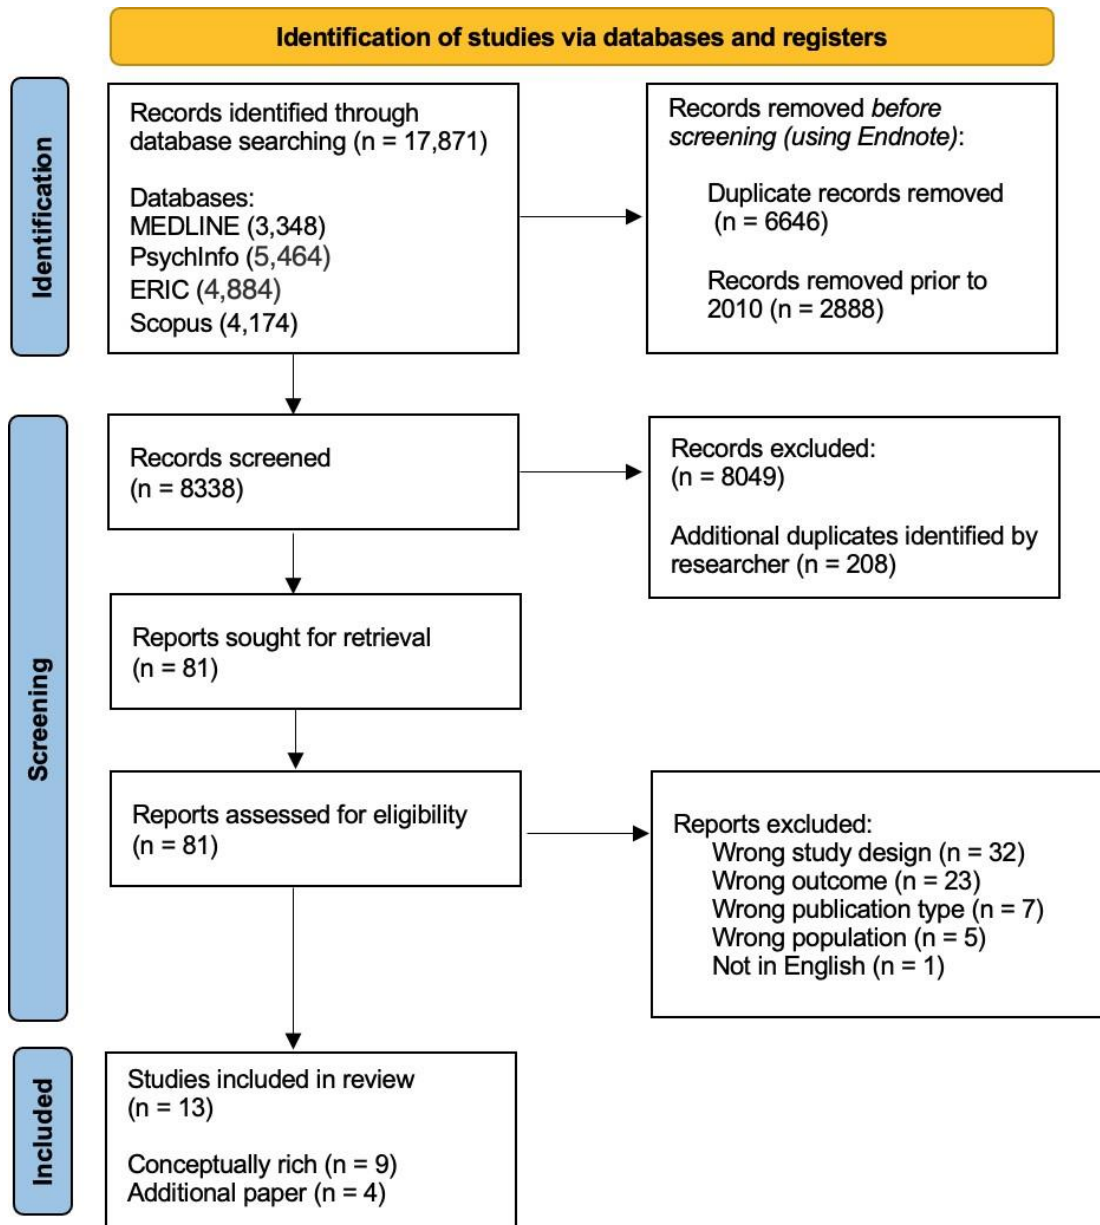 Identification of studies via databases and registers
Identification
Records identified through
database searching (n = 17,871)
Databases:
MEDLINE (3,348)
PsychInfo (5,464)
ERIC (4,884)
Scopus (4,174)
Records removed before
screening (using Endnote):
Duplicate records removed
(n = 6646)
Records removed prior to
2010 (n = 2888)
Screening
Records screened
(n = 8338)
Records excluded:
(n = 8049)
Additional duplicates identified by
researcher (n = 208)
Reports sought for retrieval
(n = 81)
Reports assessed for eligibility
(n = 81)
Reports excluded:
Wrong study design (n = 32)
Wrong outcome (n = 23)
Wrong publication type (n = 7)
Wrong population (n = 5)
Not in English (n = 1)
Included
Studies included in review
(n = 13)
Conceptually rich (n = 9)
Additional paper (n = 4)